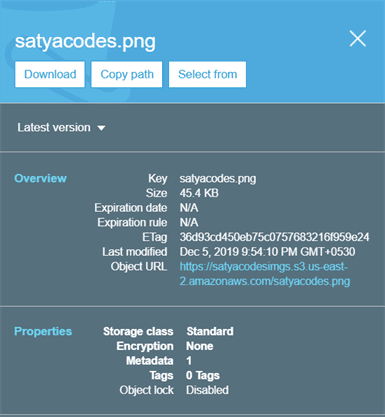 satyacodes.png
Download Copy path Select from
Latest version
Overview Key satyacodes.png
Size 45.4 KB
Expiration date N/A
Expiration rule N/A
ETag 36d93cd450eb75c0757683216f959e24
Last modified Dec 5, 2019 9:54:10 PM GMT+0530
Object URL https://satyacodesimgs.s3.us-east-
2.amazonaws.com/satyacodes.png
Properties Storage class Standard
Encryption None
Metadata 1
Tags 0 Tags
Object lock Disabled